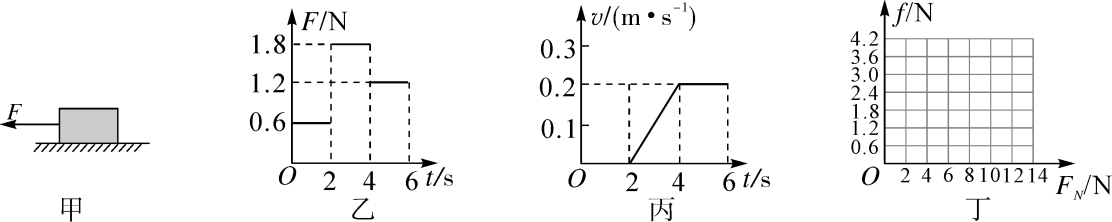 F
甲
F/N
1.8
1.2
0.6
O 2 4 6 t/s
乙
v/(m·s⁻¹)
0.3
0.2
0.1
O 2 4 6 t/s
丙
f/N
4.2
3.6
3.0
2.4
1.8
1.2
0.6
O 2 4 6 8 10 12 14 F_N/N
丁